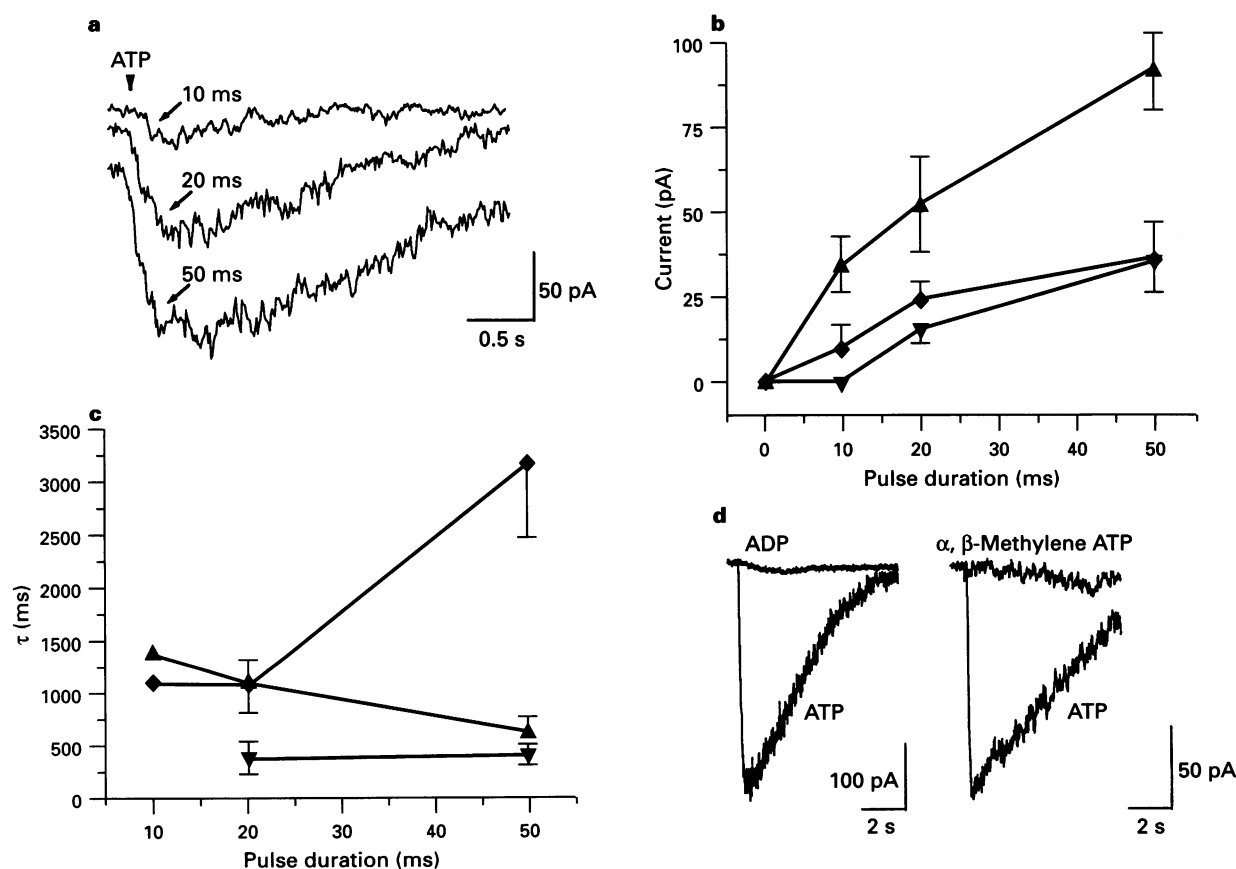 a
ATP
10 ms
20 ms
50 ms
50 pA
0.5 s
b
100
75
50
25
0
Current (pA)
0
10
20
30
40
50
Pulse duration (ms)
c
3500
3000
2500
2000
1500
1000
500
0
τ (ms)
10
20
30
40
50
Pulse duration (ms)
d
ADP
ATP
100 pA
2 s
α, β-Methylene ATP
ATP
50 pA
2 s